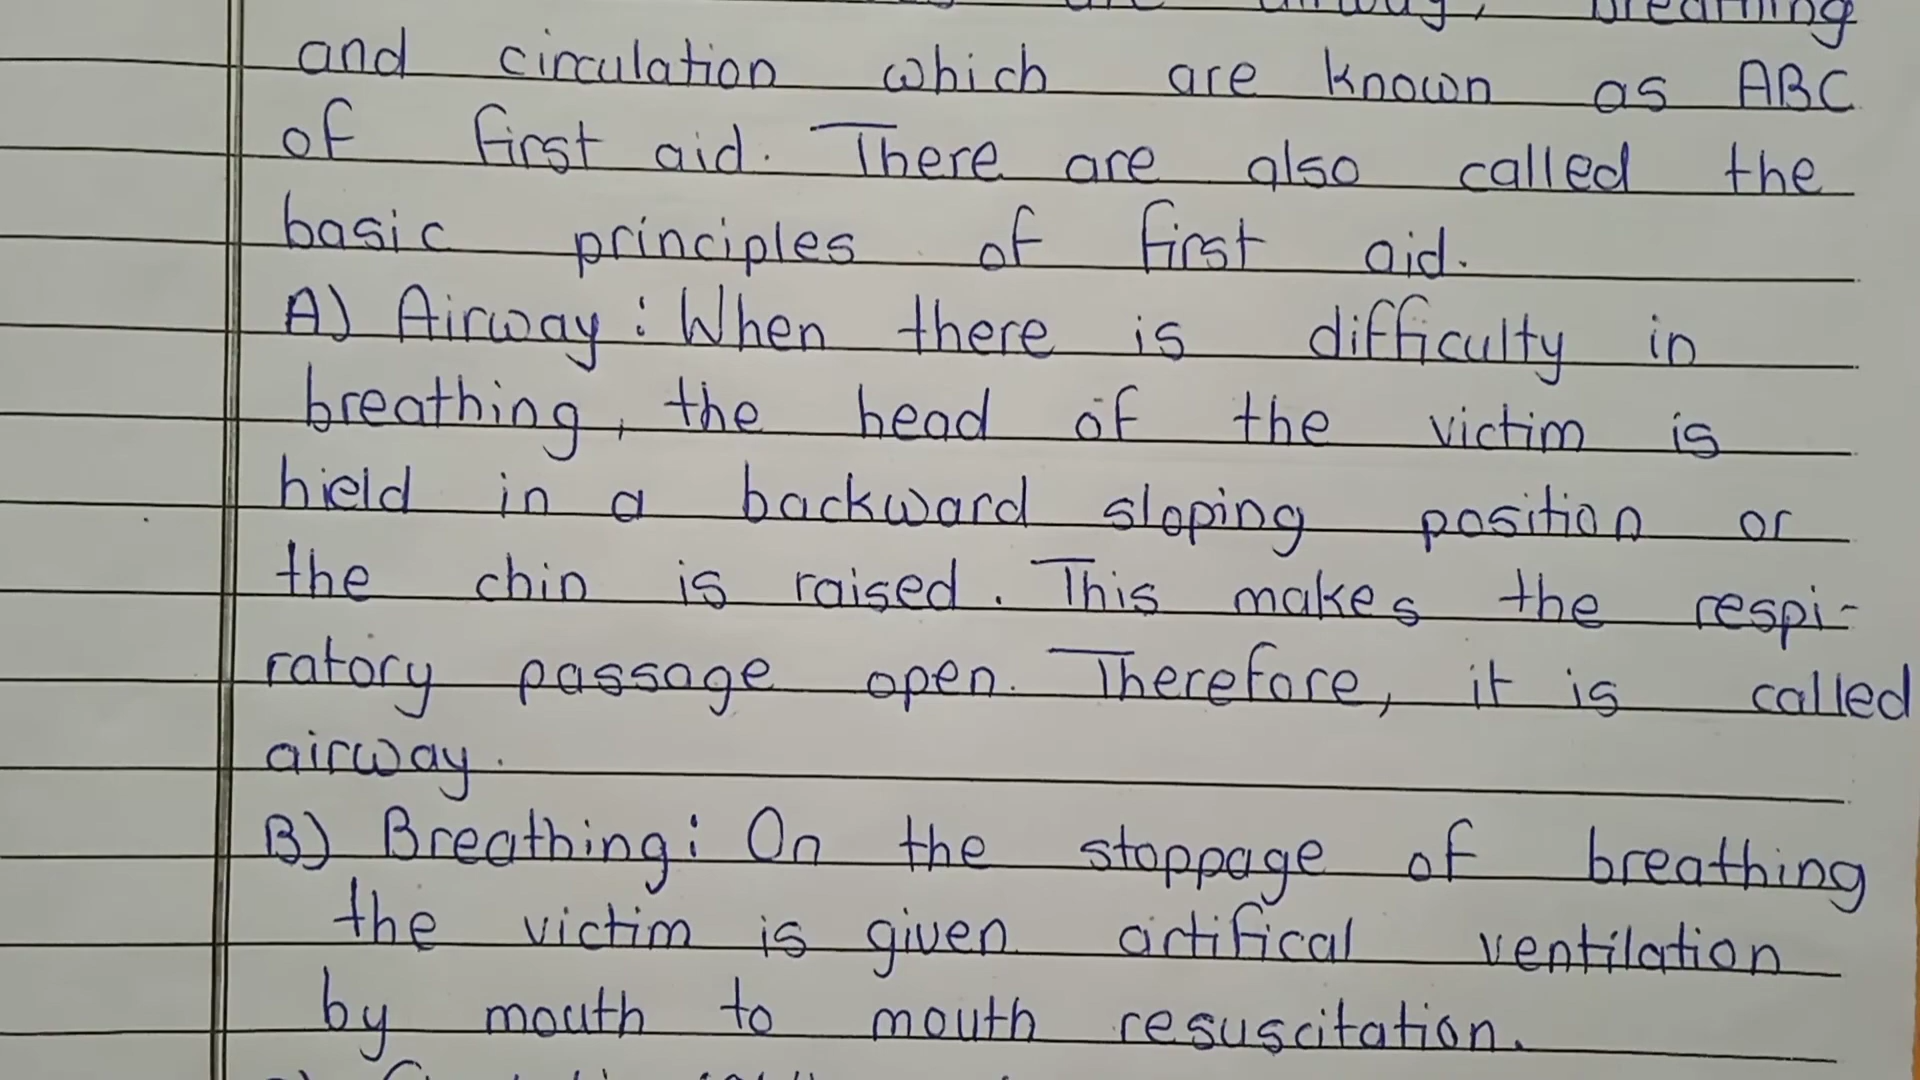 are airway, breathing
and circulation which are known as ABC
of first aid. There are also called the
basic principles of first aid.
A) Airway : When there is difficulty in
breathing, the head of the victim is
hield in a backward sloping position or
the chin is raised. This makes the respi-
ratory passage open. Therefore, it is called
airway.
B) Breathing : On the stoppage of breathing
the victim is given artifical ventilation
by mouth to mouth resuscitation.